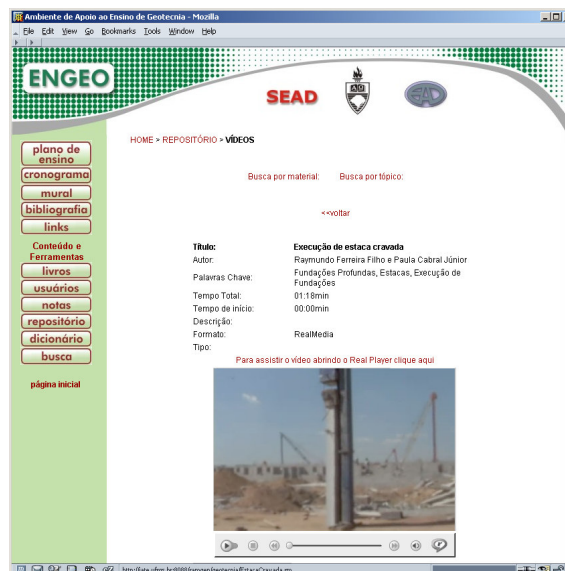 Ambiente de Apoio ao Ensino de Geotecnia - Mozilla
File Edit View Go Bookmarks Tools Window Help
ENGEO
SEAD
HOME > REPOSITÓRIO > VÍDEOS
plano de
ensino
cronograma
mural
bibliografia
links
Conteúdo e
Ferramentas
livros
usuários
notas
repositório
dicionário
busca
página inicial
Busca por material: Busca por tópico:
<<voltar
Título: Execução de estaca cravada
Autor: Raymundo Ferreira Filho e Paula Cabral Júnior
Palavras Chave: Fundações Profundas, Estacas, Execução de
Fundações
Tempo Total: 01:18min
Tempo de início: 00:00min
Descrição:
Formato: RealMedia
Tipo:
Para assistir o vídeo abrindo o Real Player clique aqui